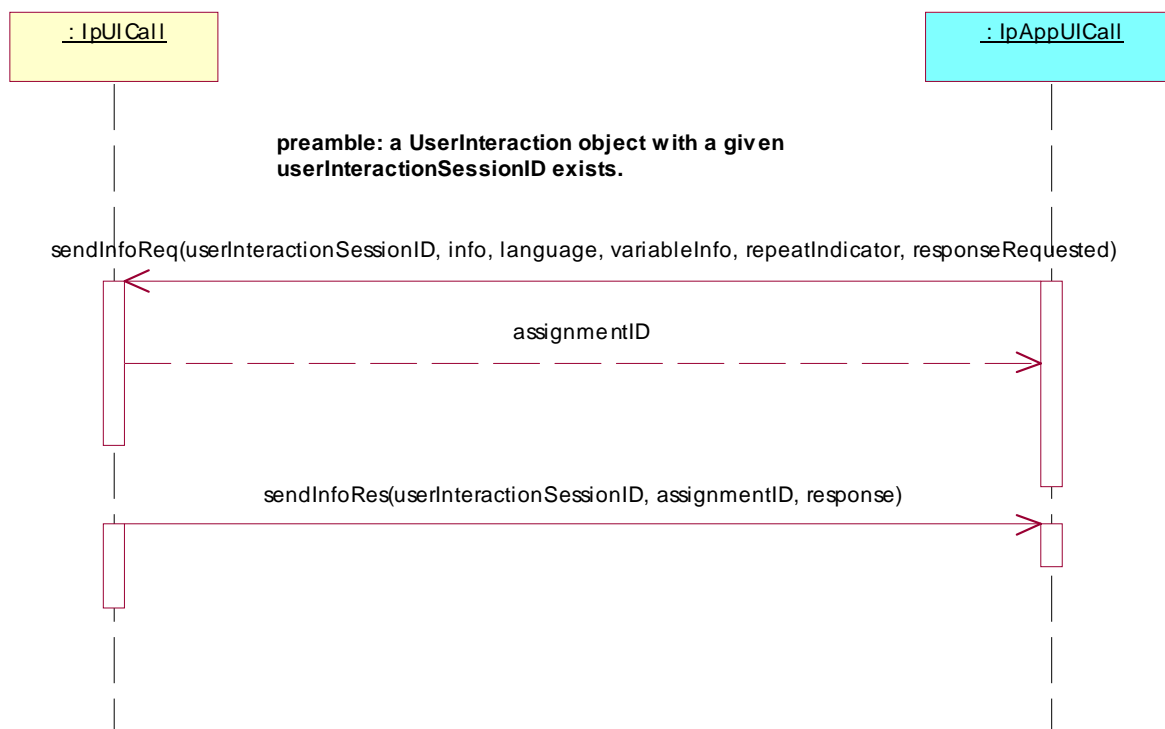 : IpUICall
: IpAppUICall
preamble: a UserInteraction object with a given
userInteractionSessionID exists.
sendInfoReq(userInteractionSessionID, info, language, variableInfo, repeatIndicator, responseRequested)
assignmentID
sendInfoRes(userInteractionSessionID, assignmentID, response)